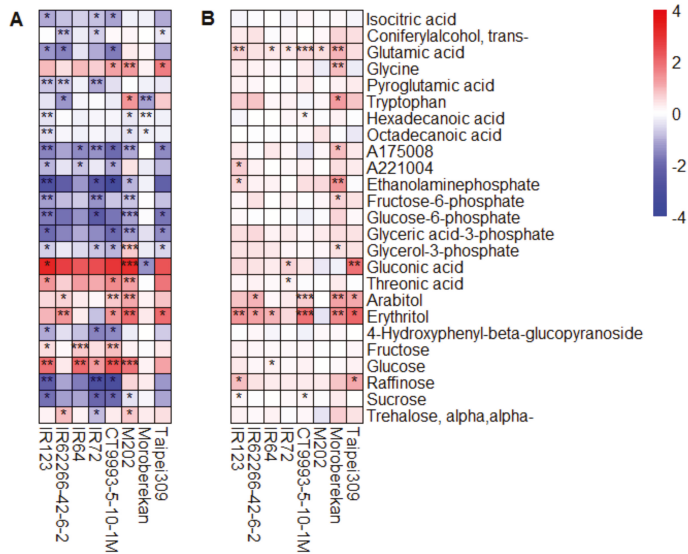 A
B
Isocitric acid
Coniferylalcohol, trans-
Glutamic acid
Glycine
Pyroglutamic acid
Tryptophan
Hexadecanoic acid
Octadecanoic acid
A175008
A221004
Ethanolaminephosphate
Fructose-6-phosphate
Glucose-6-phosphate
Glyceric acid-3-phosphate
Glycerol-3-phosphate
Gluconic acid
Threonic acid
Arabitol
Erythritol
4-Hydroxyphenyl-beta-glucopyranoside
Fructose
Glucose
Raffinose
Sucrose
Trehalose, alpha,alpha-
IR123
IR62266-42-6-2
IR64
IR72
CT9993-5-10-1M
M202
Moroberekan
Taipei309
IR123
IR62266-42-6-2
IR64
IR72
CT9993-5-10-1M
M202
Moroberekan
Taipei309
4
2
0
-2
-4